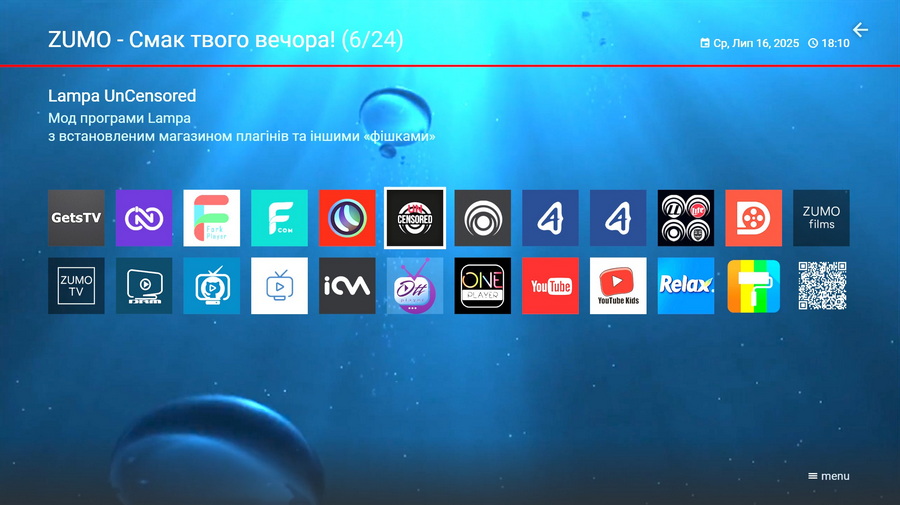 ZUMO - Смак твого вечора! (6/24)
Ср, Лип 16, 2025 18:10
Lampa UnCensored
Мод програми Lampa
з встановленим магазином плагінів та іншими «фішками»
GetsTV
Fork
Player
F
COM
CENSORED
ZUMO
films
ZUMO
TV
ONE
PLAYER
YouTube
YouTube Kids
Relax.
menu